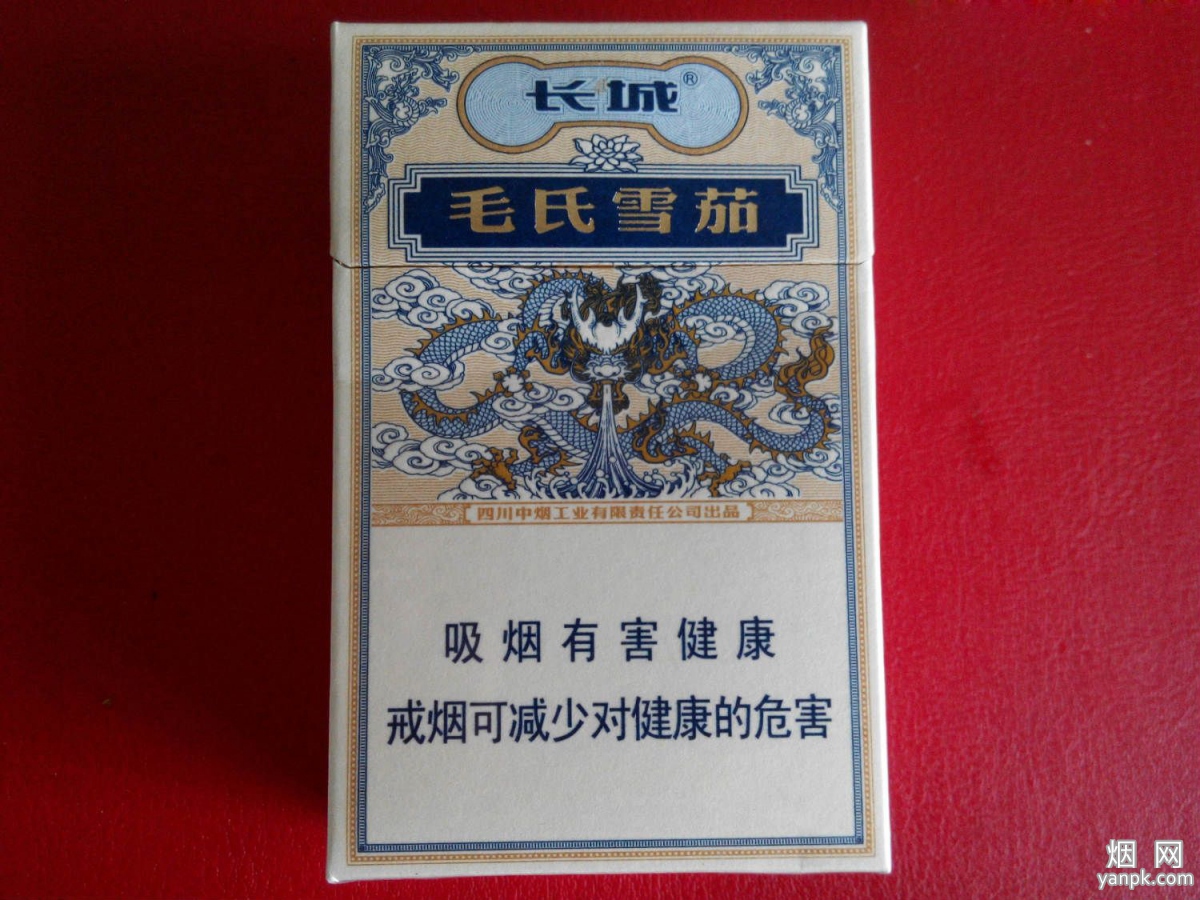 长城®
毛氏雪茄
四川中烟工业有限责任公司出品
吸烟有害健康
戒烟可减少对健康的危害
烟网
yanpk.com